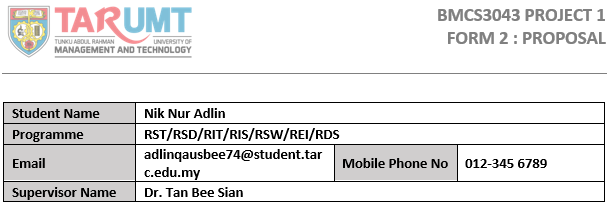 TARUMT
TUNKU ABDUL RAHMAN UNIVERSITY OF
MANAGEMENT AND TECHNOLOGY
BMCS3043 PROJECT 1
FORM 2 : PROPOSAL
Student Name Nik Nur Adlin
Programme RST/RSD/RIT/RIS/RSW/REI/RDS
Email adlinqausbee74@student.tar
c.edu.my
Mobile Phone No 012-345 6789
Supervisor Name Dr. Tan Bee Sian